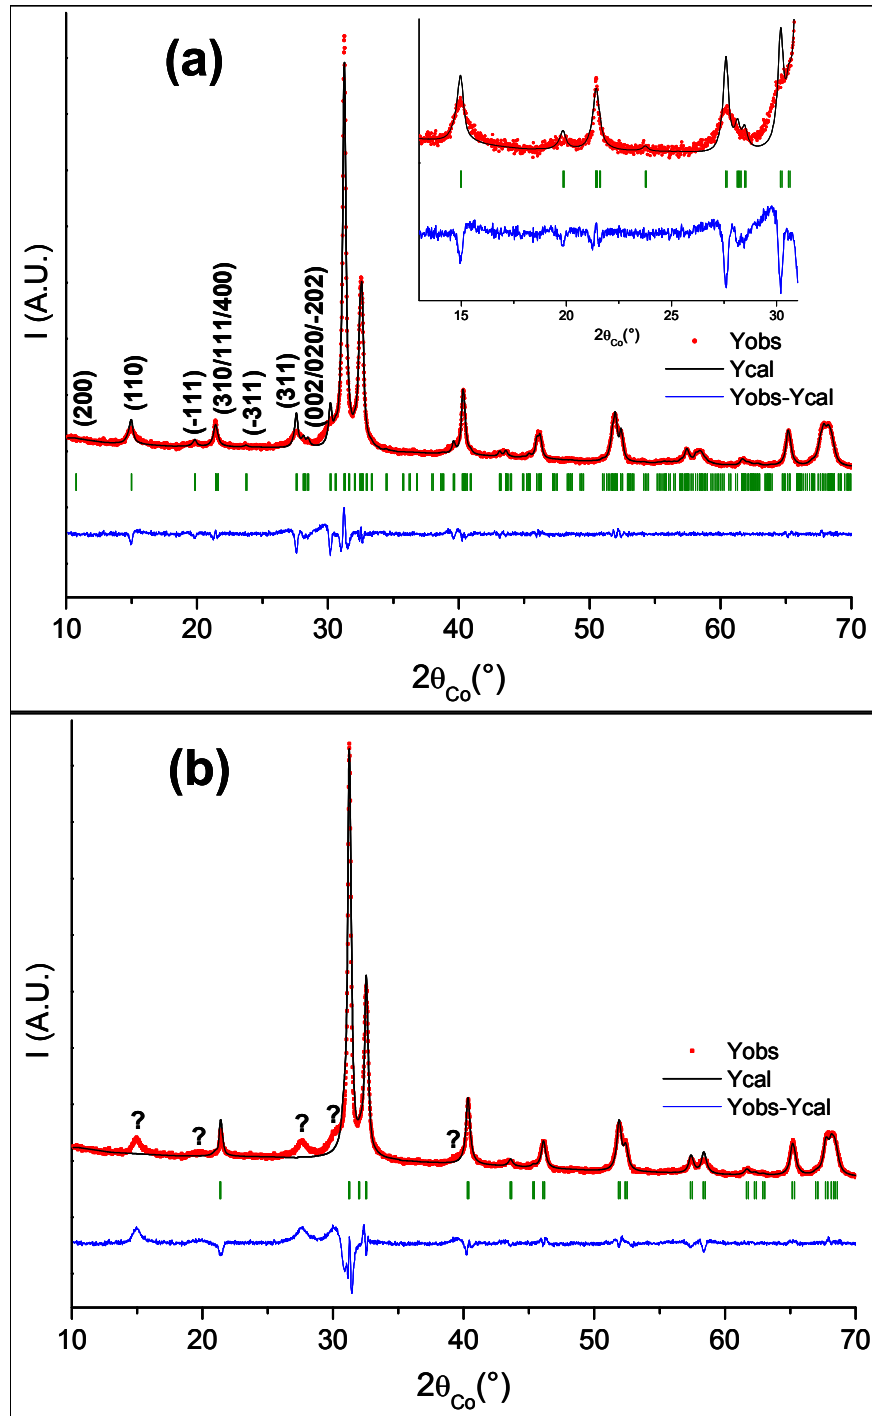 (a)
I (A.U.)
(200)
(110)
(-111)
(310/111/400)
(-311)
(311)
(002/020/-202)
15 20 25 30
2θCo(°)
Yobs
Ycal
Yobs-Ycal
10 20 30 40 50 60 70
2θCo(°)
(b)
I (A.U.)
Yobs
Ycal
Yobs-Ycal
? ? ? ? ?
10 20 30 40 50 60 70
2θCo(°)